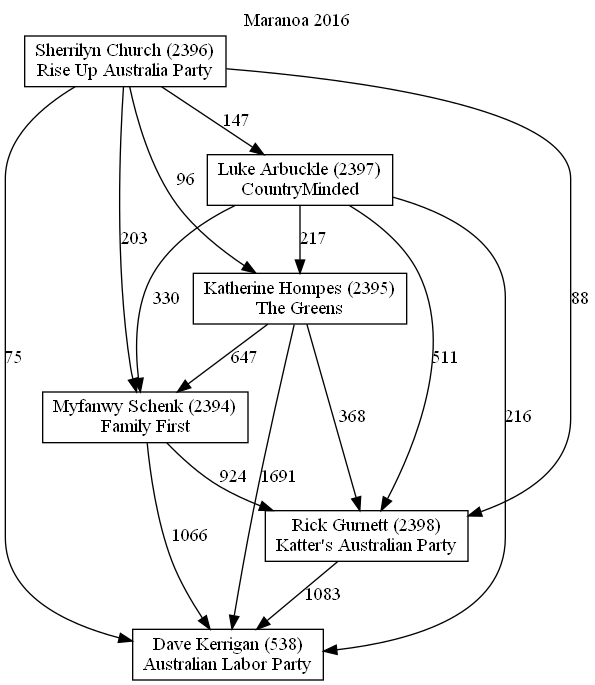 Maranoa 2016
Sherrilyn Church (2396)
Rise Up Australia Party
147
Luke Arbuckle (2397)
CountryMinded
96
203
217
330
88
Katherine Hompes (2395)
The Greens
75
647
511
Myfanwy Schenk (2394)
Family First
368
216
924
1691
1066
Rick Gurnett (2398)
Katter's Australian Party
1083
Dave Kerrigan (538)
Australian Labor Party